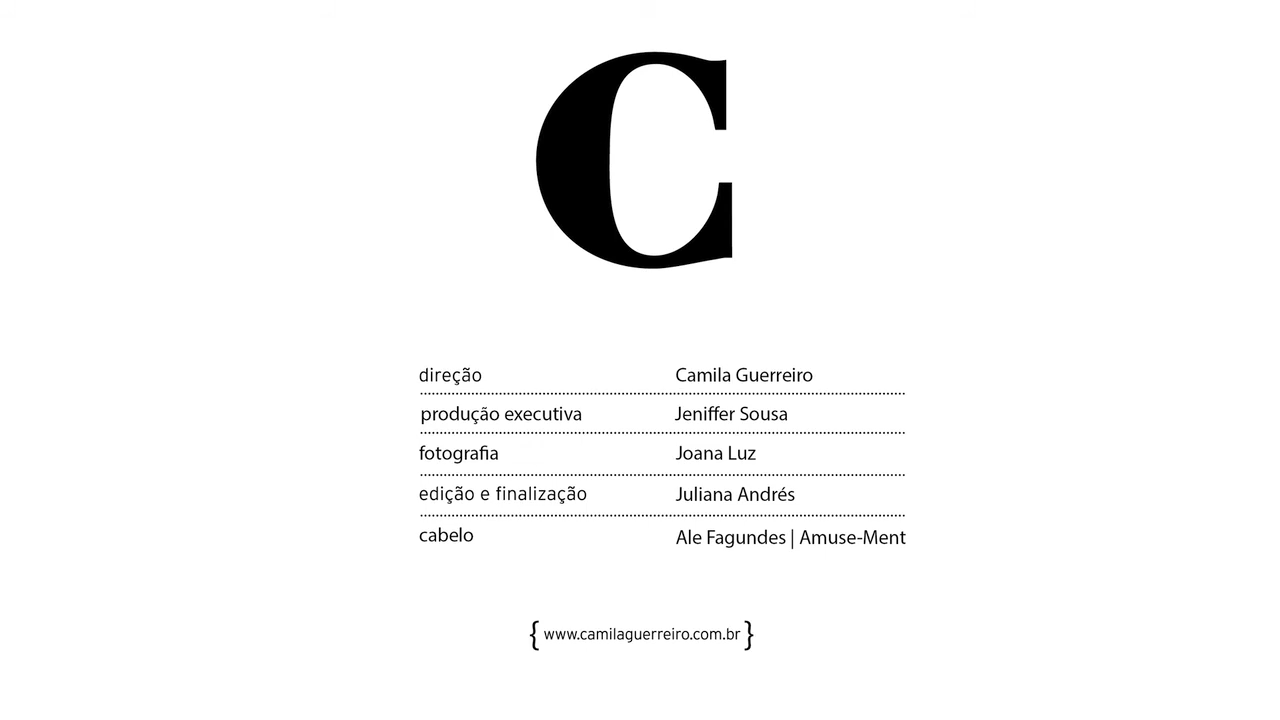 C
direção Camila Guerreiro
produção executiva Jeniffer Sousa
fotografia Joana Luz
edição e finalização Juliana Andrés
cabelo Ale Fagundes | Amuse-Ment
{ www.camilaguerreiro.com.br }